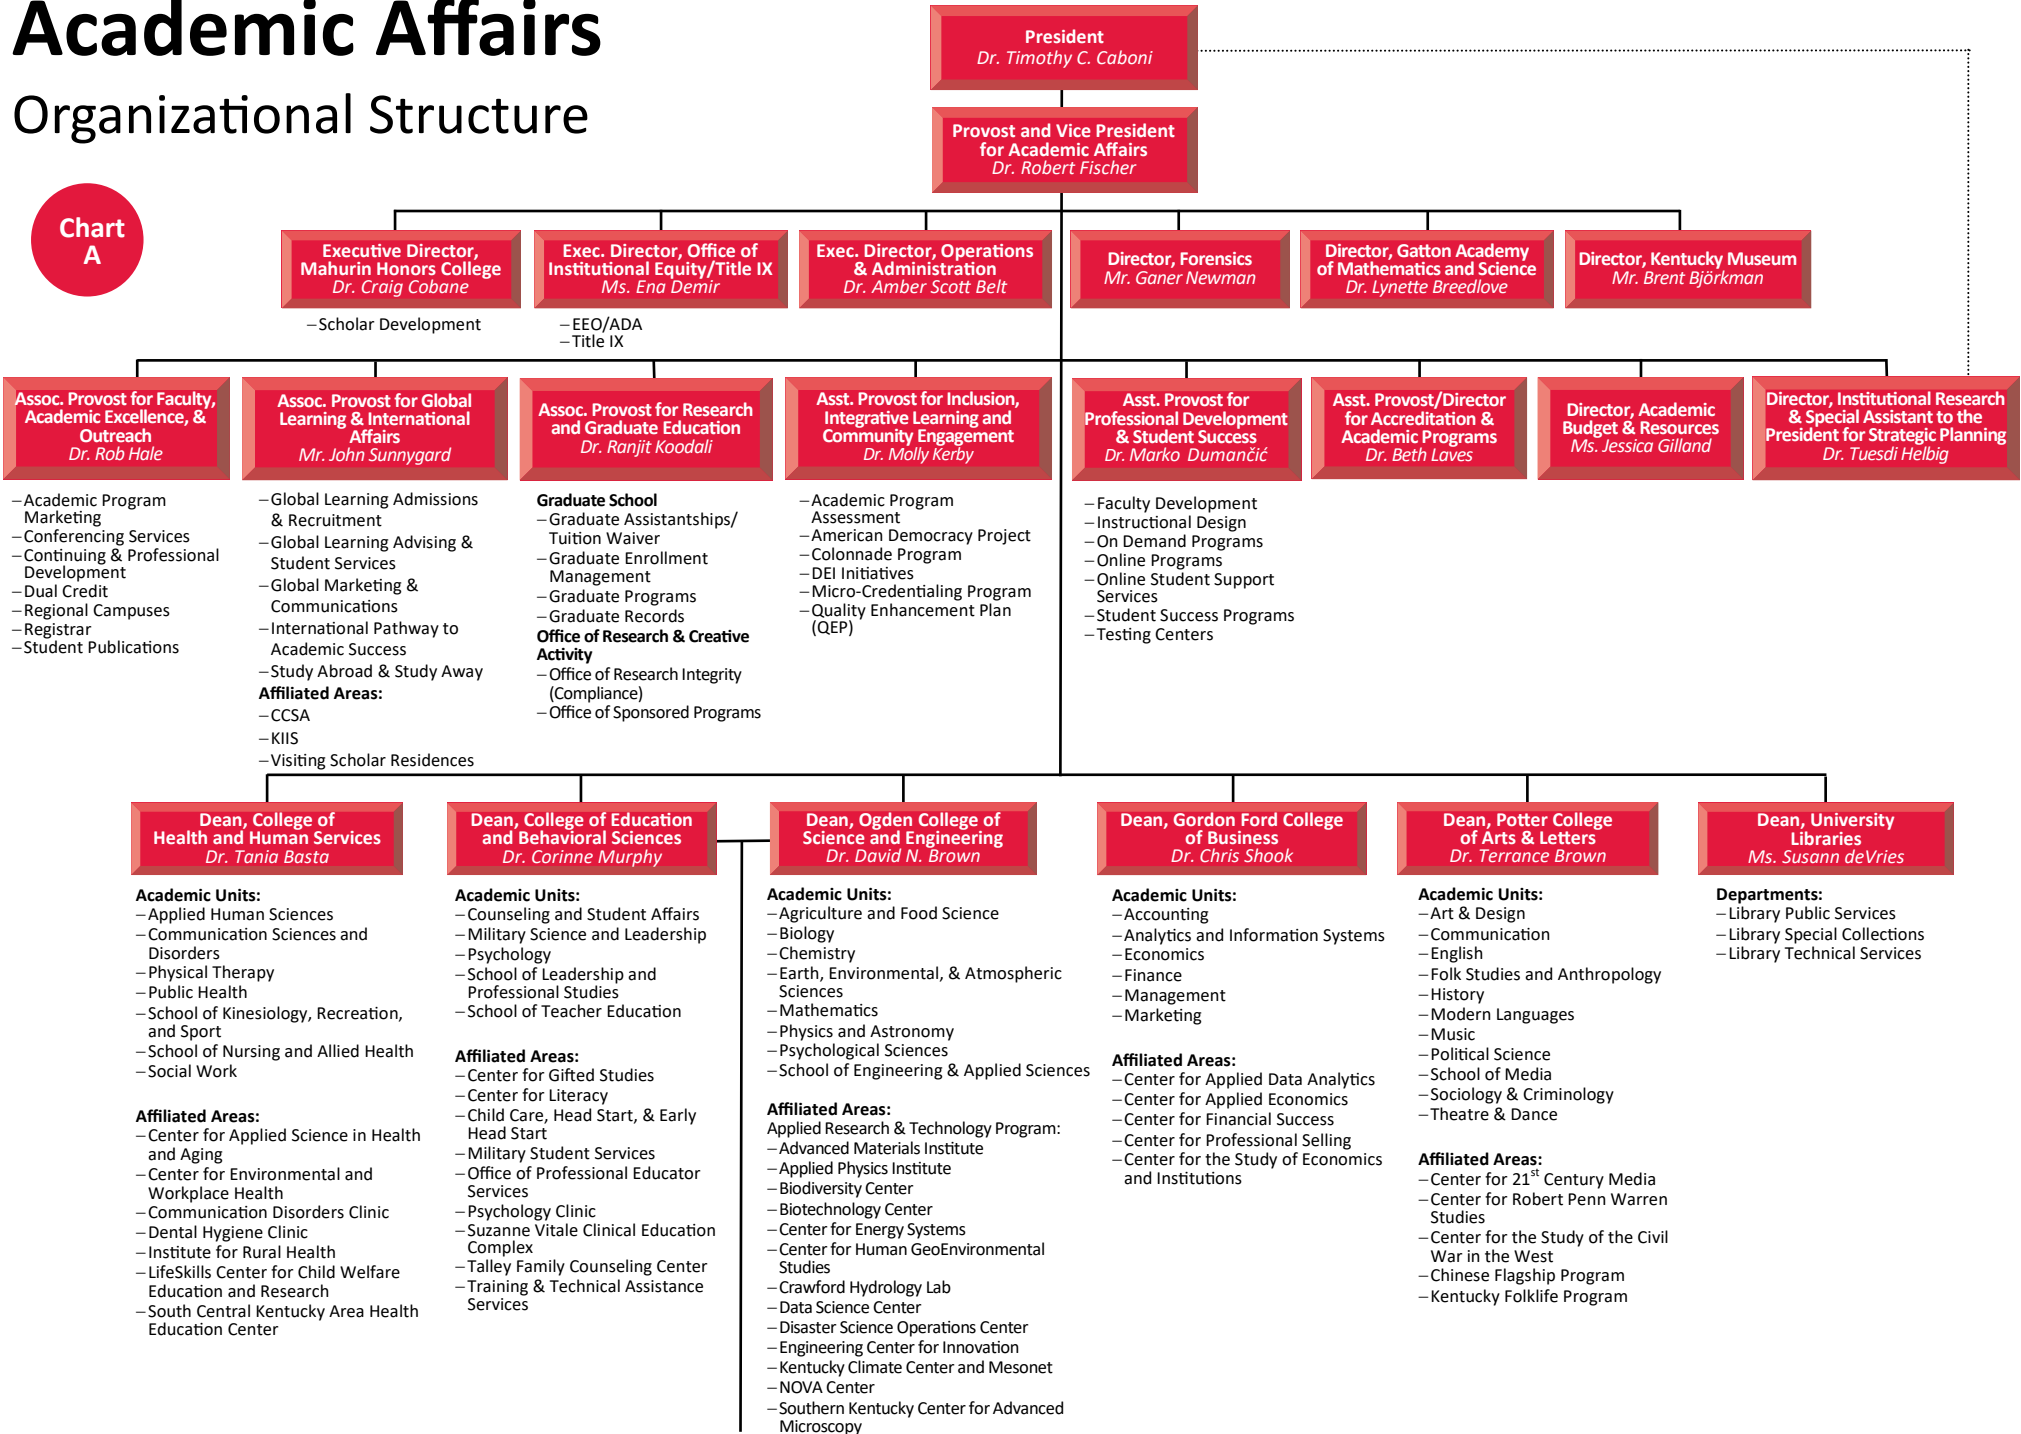 Academic Affairs
Organizational Structure
Chart
A
President
Dr. Timothy C. Caboni
Provost and Vice President
for Academic Affairs
Dr. Robert Fischer
Executive Director,
Mahurin Honors College
Dr. Craig Cobane
–Scholar Development
Exec. Director, Office of
Institutional Equity/Title IX
Ms. Ena Demir
–EEO/ADA
–Title IX
Exec. Director, Operations
& Administration
Dr. Amber Scott Belt
Director, Forensics
Mr. Ganer Newman
Director, Gatton Academy
of Mathematics and Science
Dr. Lynette Breedlove
Director, Kentucky Museum
Mr. Brent Björkman
Assoc. Provost for Faculty,
Academic Excellence, &
Outreach
Dr. Rob Hale
–Academic Program
Marketing
–Conferencing Services
–Continuing & Professional
Development
–Dual Credit
–Regional Campuses
–Registrar
–Student Publications
Assoc. Provost for Global
Learning & International
Affairs
Mr. John Sunnygard
–Global Learning Admissions
& Recruitment
–Global Learning Advising &
Student Services
–Global Marketing &
Communications
–International Pathway to
Academic Success
–Study Abroad & Study Away
Affiliated Areas:
–CCSA
–KIIS
–Visiting Scholar Residences
Assoc. Provost for Research
and Graduate Education
Dr. Ranjit Koodali
Graduate School
–Graduate Assistantships/
Tuition Waiver
–Graduate Enrollment
Management
–Graduate Programs
–Graduate Records
Office of Research & Creative
Activity
–Office of Research Integrity
(Compliance)
–Office of Sponsored Programs
Asst. Provost for Inclusion,
Integrative Learning and
Community Engagement
Dr. Molly Kerby
–Academic Program
Assessment
–American Democracy Project
–Colonnade Program
–DEI Initiatives
–Micro-Credentialing Program
–Quality Enhancement Plan
(QEP)
Asst. Provost for
Professional Development
& Student Success
Dr. Marko Dumančić
–Faculty Development
–Instructional Design
–On Demand Programs
–Online Programs
–Online Student Support
Services
–Student Success Programs
–Testing Centers
Asst. Provost/Director
for Accreditation &
Academic Programs
Dr. Beth Laves
Director, Academic
Budget & Resources
Ms. Jessica Gilland
Director, Institutional Research
& Special Assistant to the
President for Strategic Planning
Dr. Tuesdi Helbig
Dean, College of
Health and Human Services
Dr. Tania Basta
Academic Units:
–Applied Human Sciences
–Communication Sciences and
Disorders
–Physical Therapy
–Public Health
–School of Kinesiology, Recreation,
and Sport
–School of Nursing and Allied Health
–Social Work
Affiliated Areas:
–Center for Applied Science in Health
and Aging
–Center for Environmental and
Workplace Health
–Communication Disorders Clinic
–Dental Hygiene Clinic
–Institute for Rural Health
–LifeSkills Center for Child Welfare
Education and Research
–South Central Kentucky Area Health
Education Center
Dean, College of Education
and Behavioral Sciences
Dr. Corinne Murphy
Academic Units:
–Counseling and Student Affairs
–Military Science and Leadership
–Psychology
–School of Leadership and
Professional Studies
–School of Teacher Education
Affiliated Areas:
–Center for Gifted Studies
–Center for Literacy
–Child Care, Head Start, & Early
Head Start
–Military Student Services
–Office of Professional Educator
Services
–Psychology Clinic
–Suzanne Vitale Clinical Education
Complex
–Talley Family Counseling Center
–Training & Technical Assistance
Services
Dean, Ogden College of
Science and Engineering
Dr. David N. Brown
Academic Units:
–Agriculture and Food Science
–Biology
–Chemistry
–Earth, Environmental, & Atmospheric
Sciences
–Mathematics
–Physics and Astronomy
–Psychological Sciences
–School of Engineering & Applied Sciences
Affiliated Areas:
Applied Research & Technology Program:
–Advanced Materials Institute
–Applied Physics Institute
–Biodiversity Center
–Biotechnology Center
–Center for Energy Systems
–Center for Human GeoEnvironmental
Studies
–Crawford Hydrology Lab
–Data Science Center
–Disaster Science Operations Center
–Engineering Center for Innovation
–Kentucky Climate Center and Mesonet
–NOVA Center
–Southern Kentucky Center for Advanced
Microscopy
Dean, Gordon Ford College
of Business
Dr. Chris Shook
Academic Units:
–Accounting
–Analytics and Information Systems
–Economics
–Finance
–Management
–Marketing
Affiliated Areas:
–Center for Applied Data Analytics
–Center for Applied Economics
–Center for Financial Success
–Center for Professional Selling
–Center for the Study of Economics
and Institutions
Dean, Potter College
of Arts & Letters
Dr. Terrance Brown
Academic Units:
–Art & Design
–Communication
–English
–Folk Studies and Anthropology
–History
–Modern Languages
–Music
–Political Science
–School of Media
–Sociology & Criminology
–Theatre & Dance
Affiliated Areas:
–Center for 21st Century Media
–Center for Robert Penn Warren
Studies
–Center for the Study of the Civil
War in the West
–Chinese Flagship Program
–Kentucky Folklife Program
Dean, University
Libraries
Ms. Susann deVries
Departments:
–Library Public Services
–Library Special Collections
–Library Technical Services